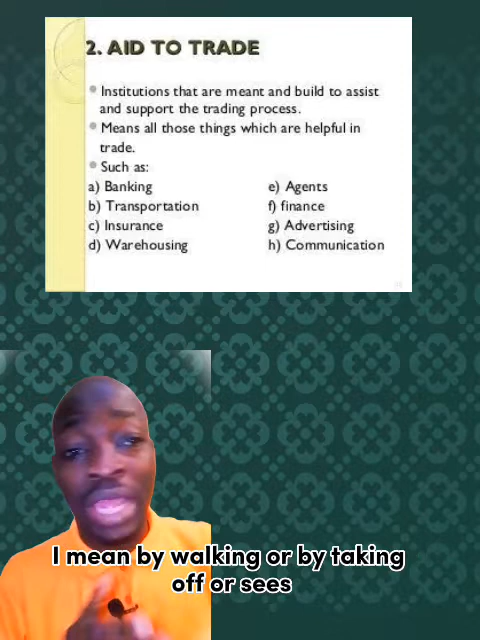 2. AID TO TRADE
Institutions that are meant and build to assist
and support the trading process.
Means all those things which are helpful in
trade.
Such as:
a) Banking e) Agents
b) Transportation f) finance
c) Insurance g) Advertising
d) Warehousing h) Communication
I mean by walking or by taking
off or sees